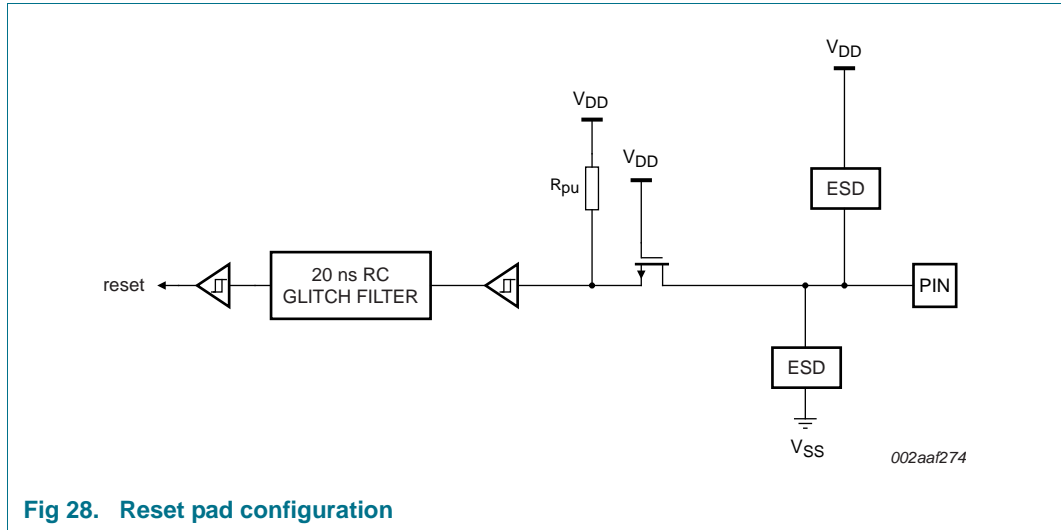 VDD
VDD
VDD
Rpu
ESD
reset
20 ns RC
GLITCH FILTER
PIN
ESD
VSS
002aaf274
Fig 28. Reset pad configuration